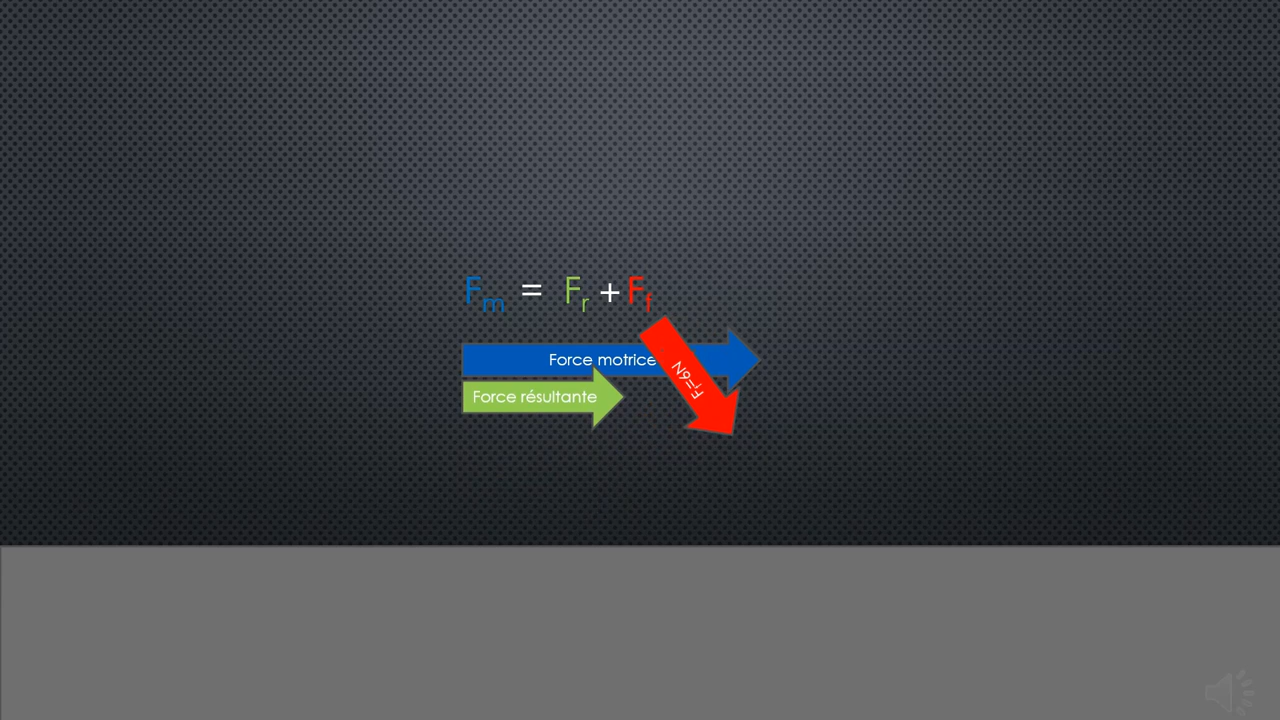 Fm = Fr + Ff
Force motrice
Ff=6N
Force résultante